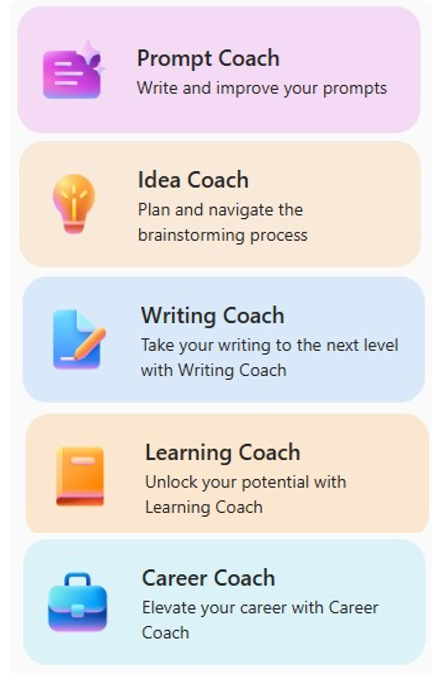 Prompt Coach
Write and improve your prompts
Idea Coach
Plan and navigate the
brainstorming process
Writing Coach
Take your writing to the next level
with Writing Coach
Learning Coach
Unlock your potential with
Learning Coach
Career Coach
Elevate your career with Career
Coach